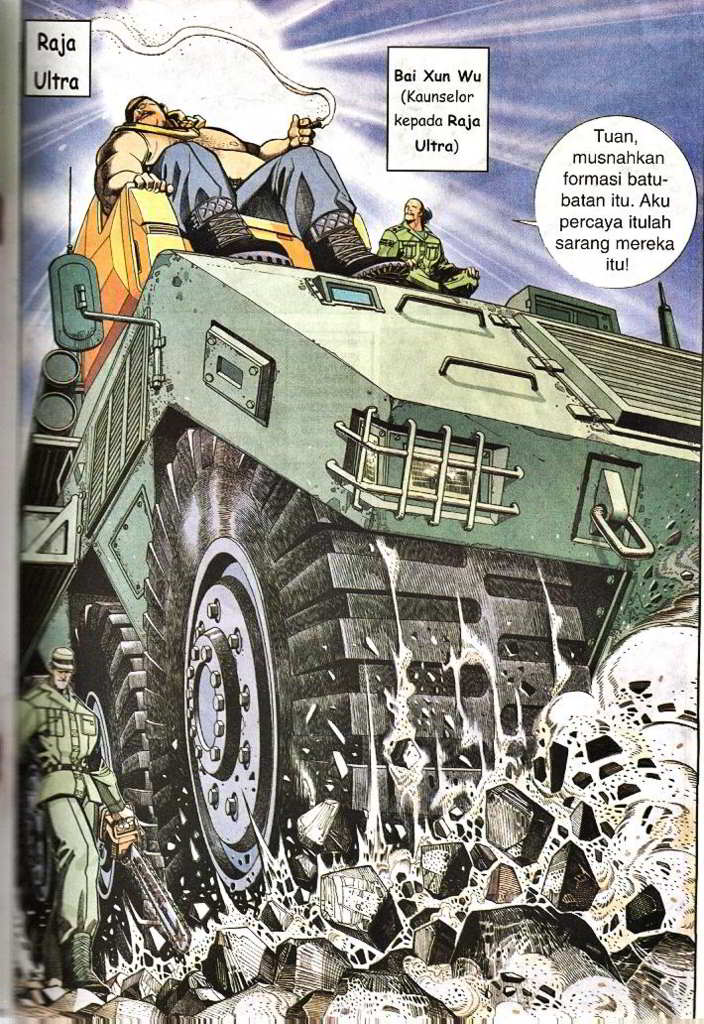 Raja
Ultra
Bai Xun Wu
(Kaunselor
kepada Raja
Ultra)
Tuan,
musnahkan
formasi batu-
batan itu. Aku
percaya itulah
sarang mereka
itu!